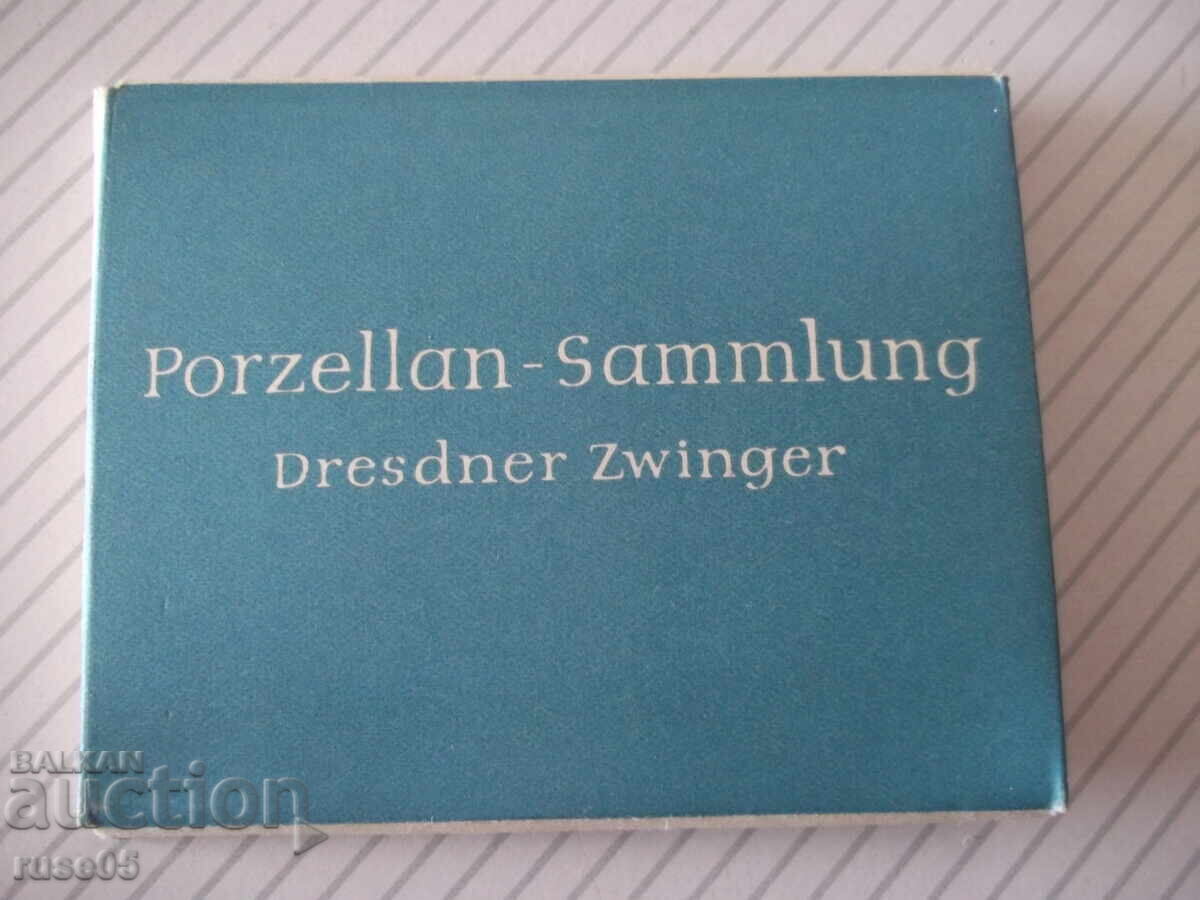 Porzellan-Sammlung
Dresdner Zwinger
BALKAN
auction
ruse05